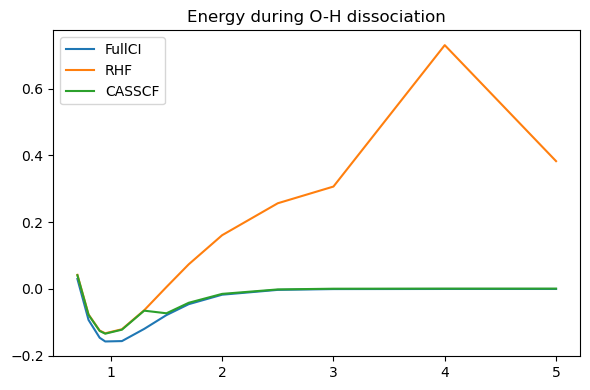 Energy during O-H dissociation
FullCI
RHF
CASSCF
0.6
0.4
0.2
0.0
−0.2
1
2
3
4
5